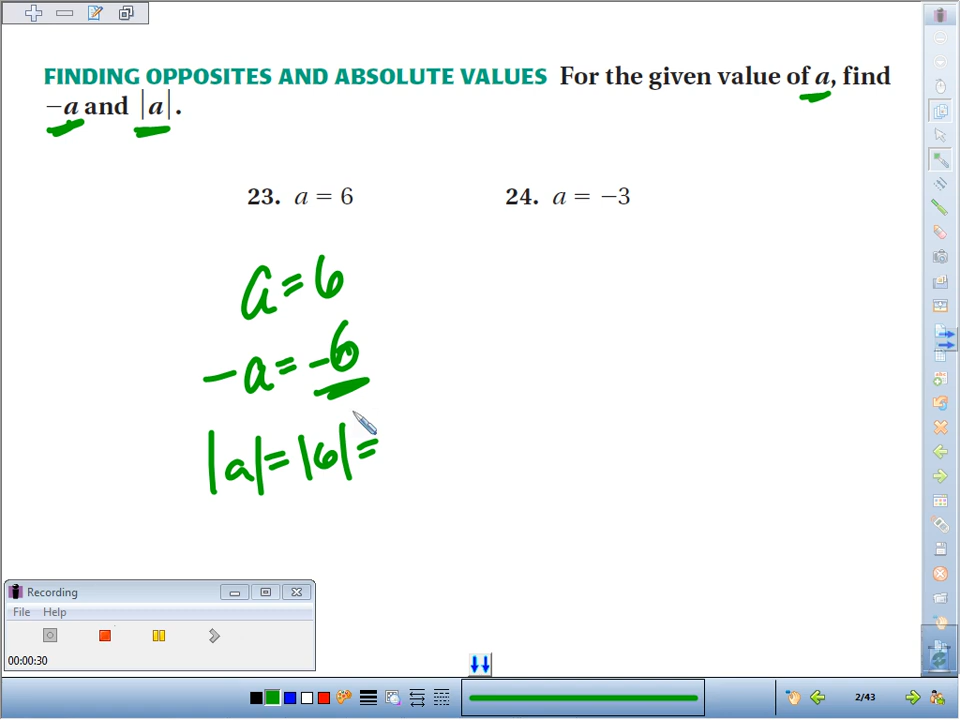 FINDING OPPOSITES AND ABSOLUTE VALUES For the given value of a, find
−a and |a|.
23. a = 6
24. a = −3
a = 6
-a = -6
|a| = |6| =
Recording
File Help
00:00:30
2/43